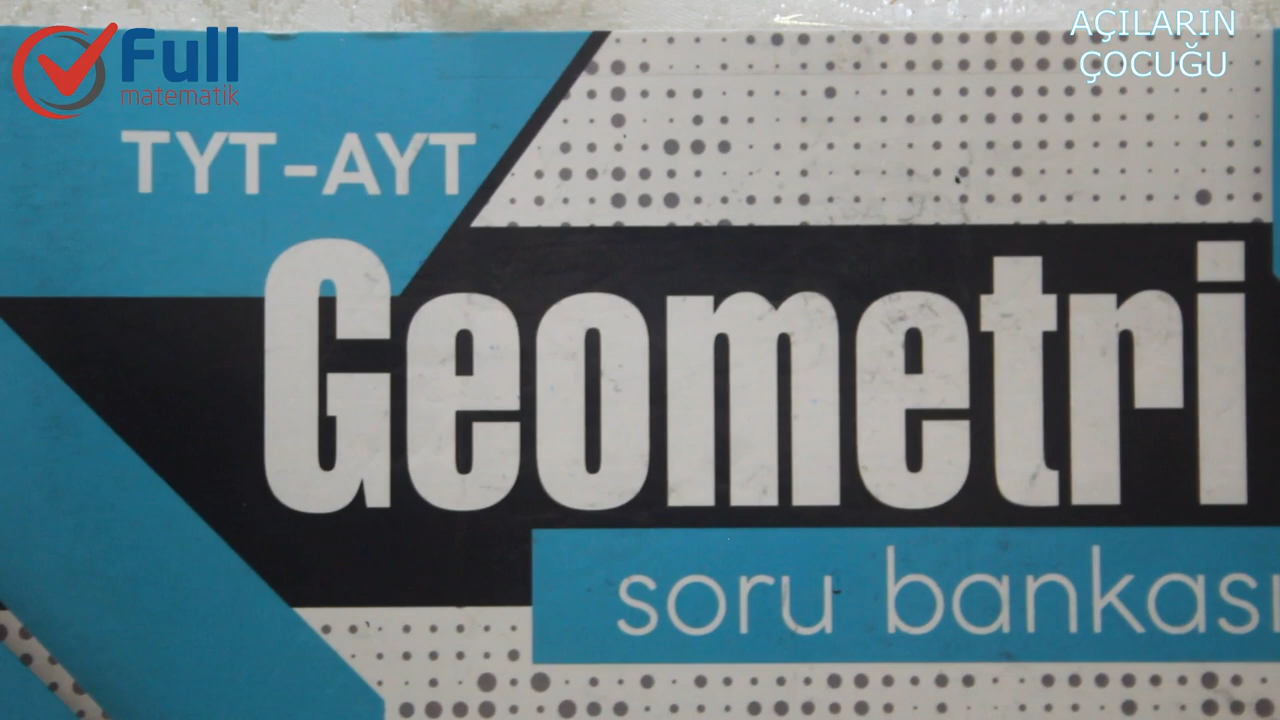 Full
matematik
AÇILARIN
ÇOCUĞU
TYT-AYT
Geometri
soru bankası